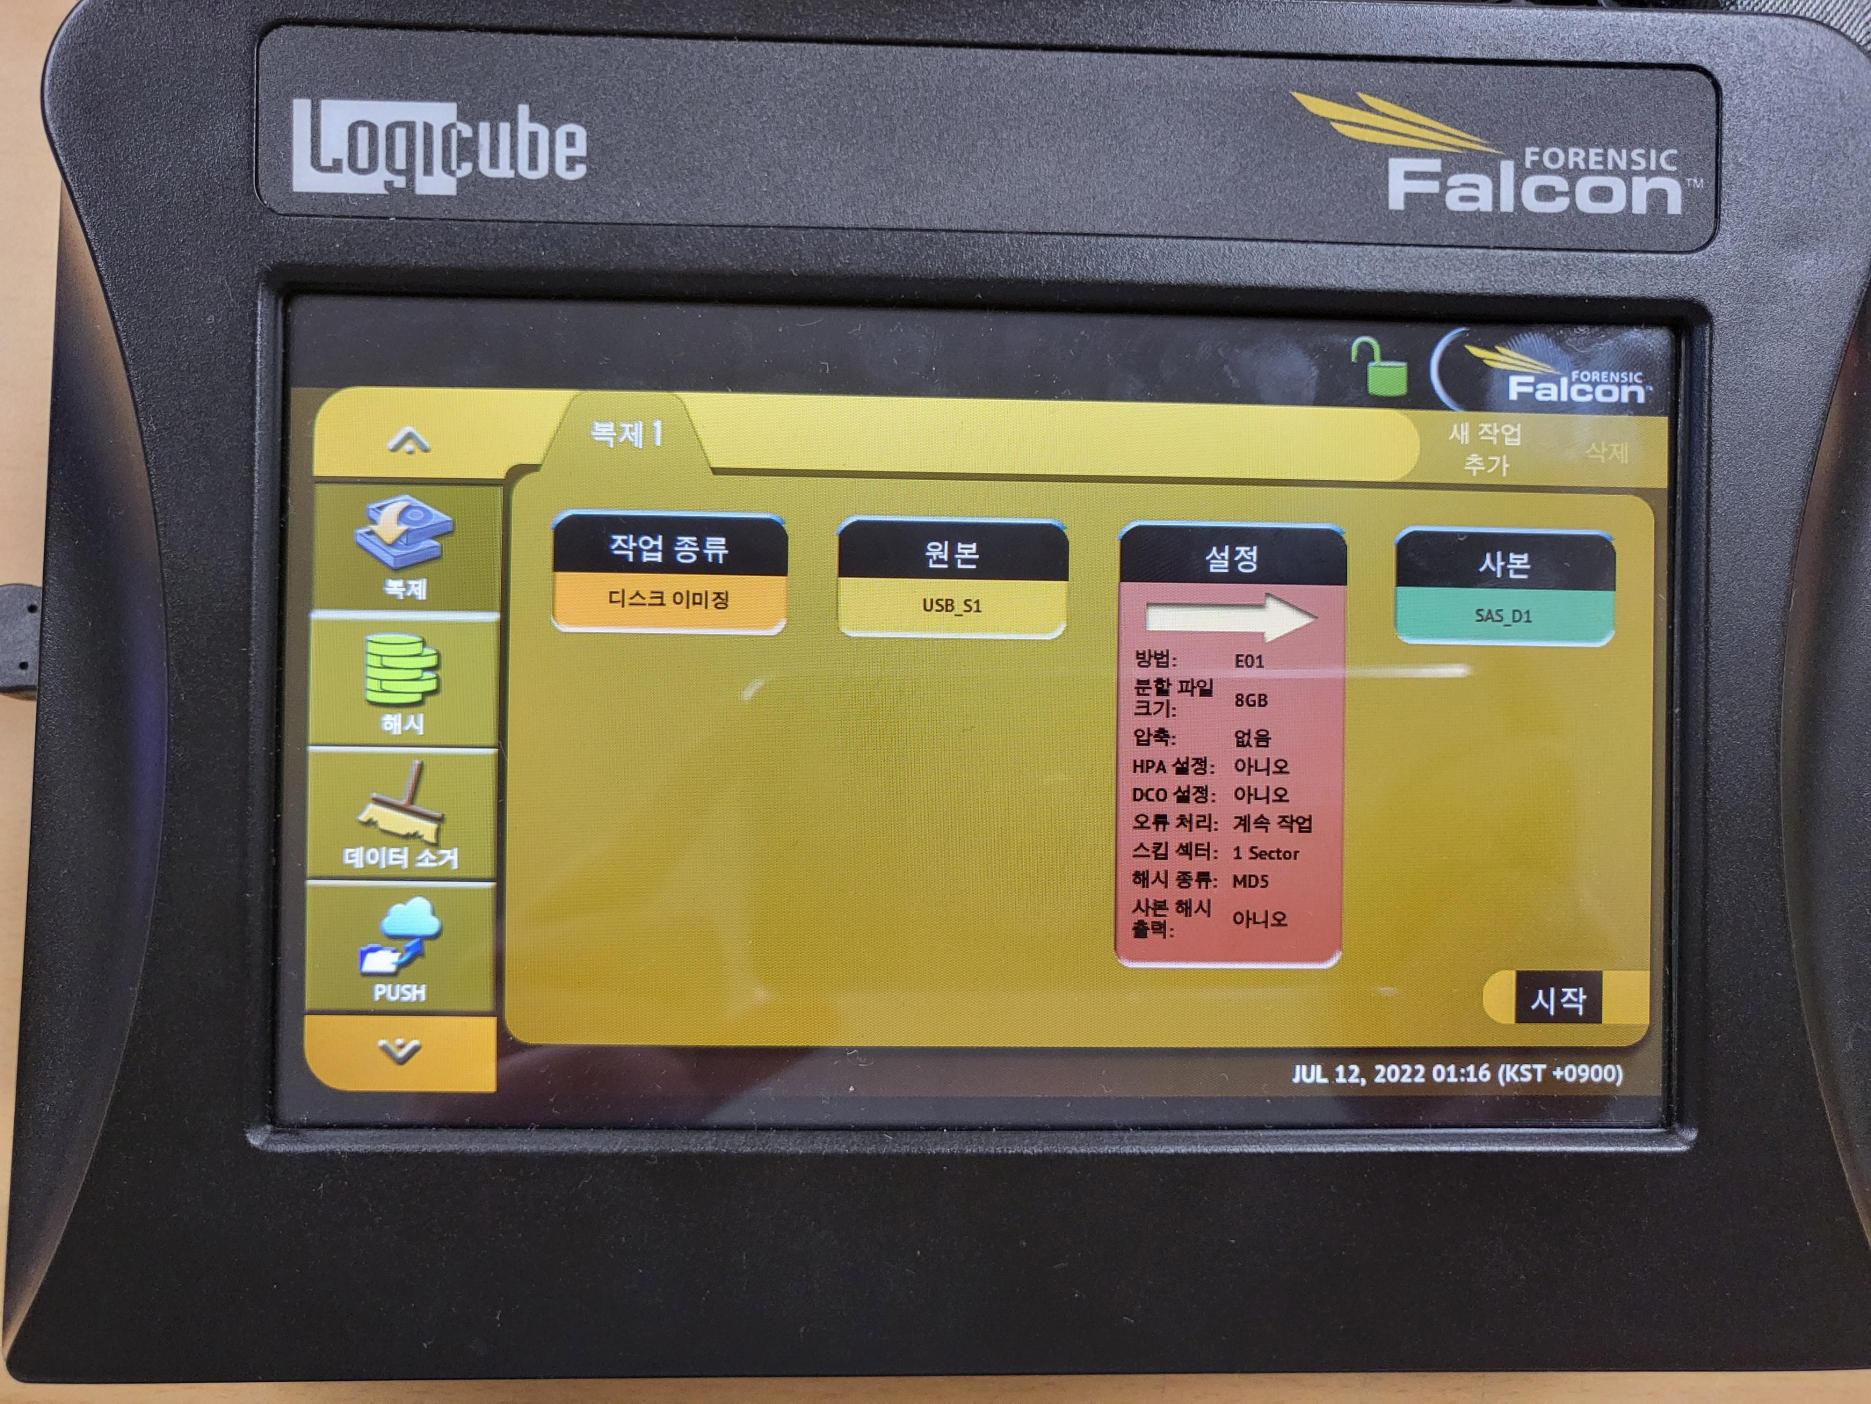 Logicube
FORENSIC
Falcon™
FORENSIC
Falcon™
복제 1
새 작업
추가
삭제
복제
해시
데이터 소거
PUSH
작업 종류
디스크 이미징
원본
USB_S1
설정
방법: E01
분할 파일
크기: 8GB
압축: 없음
HPA 설정: 아니오
DCO 설정: 아니오
오류 처리: 계속 작업
스킵 섹터: 1 Sector
해시 종류: MD5
사본 해시
출력: 아니오
사본
SAS_D1
시작
JUL 12, 2022 01:16 (KST +0900)